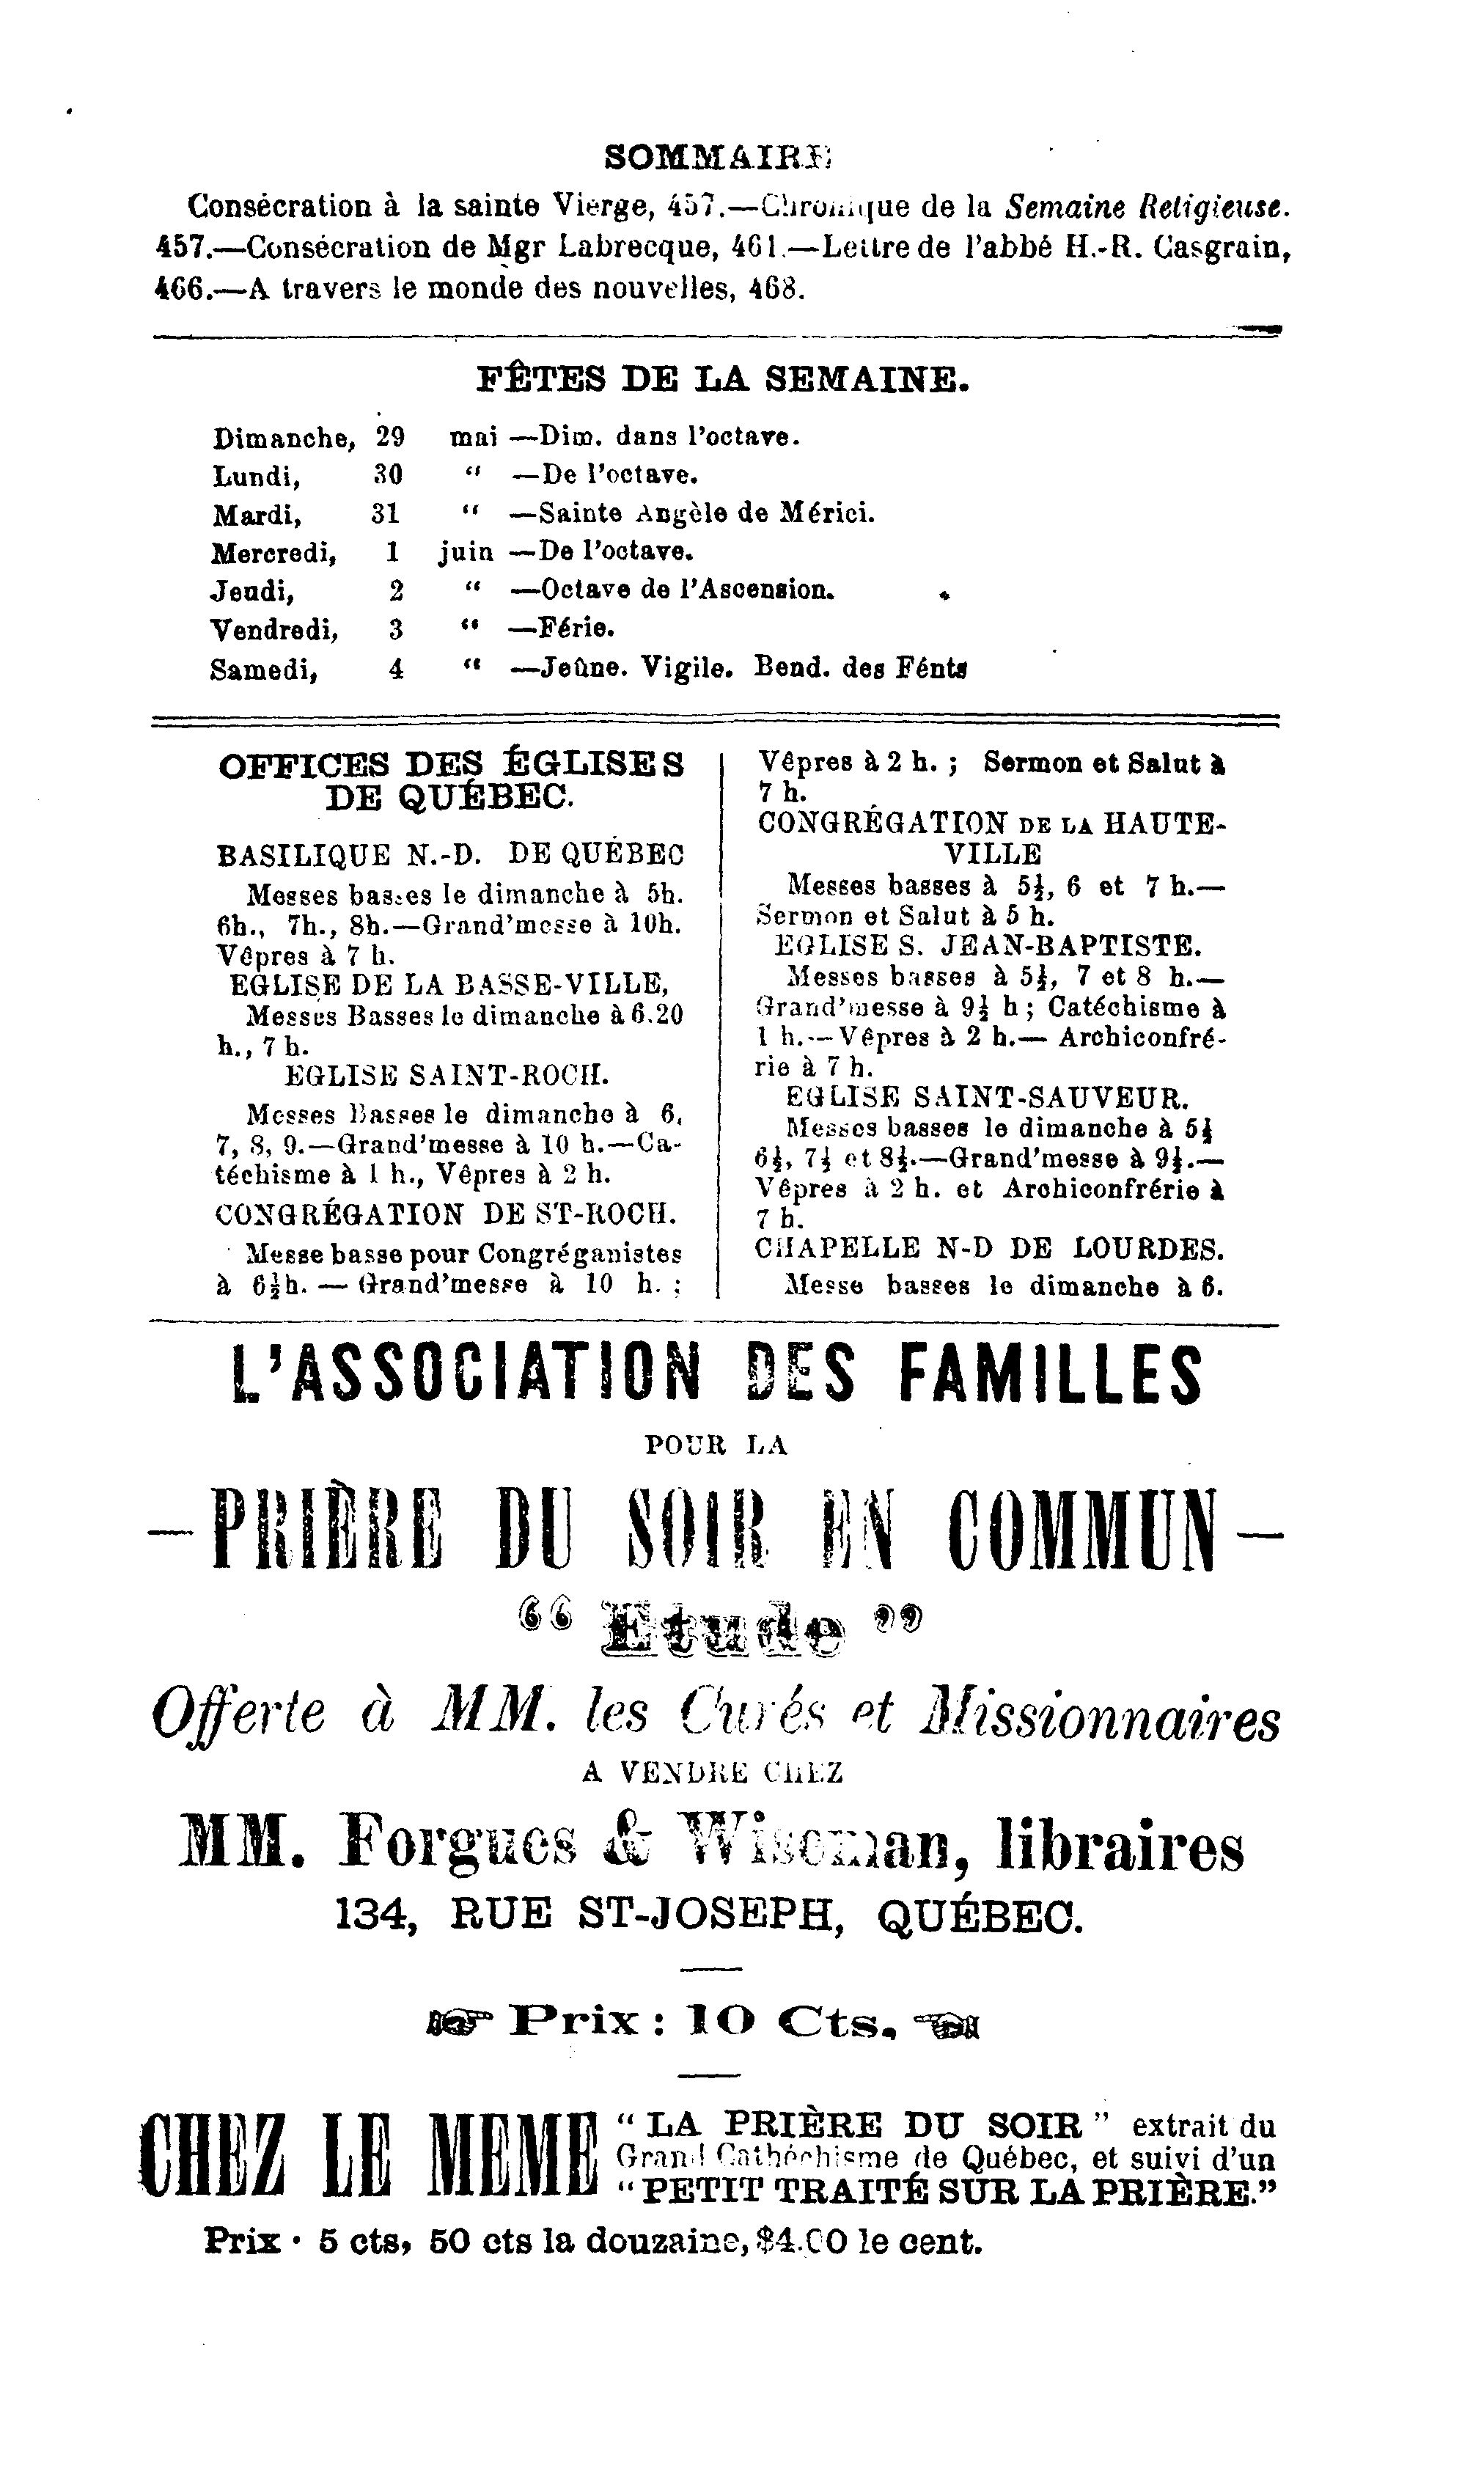 SOMMAIRE
Consécration à la sainte Vierge, 457.—Chronique de la Semaine Religieuse.
457.—Consécration de Mgr Labrecque, 461.—Lettre de l'abbé H.-R. Casgrain,
466.—A travers le monde des nouvelles, 468.
FÊTES DE LA SEMAINE.
Dimanche, 29 mai —Dim. dans l'octave.
Lundi, 30 " —De l'octave.
Mardi, 31 " —Sainte Angèle de Mérici.
Mercredi, 1 juin —De l'octave.
Jeudi, 2 " —Octave de l'Ascension.
Vendredi, 3 " —Férie.
Samedi, 4 " —Jeûne. Vigile. Bend. des Fénts
OFFICES DES ÉGLISES
DE QUÉBEC.
BASILIQUE N.-D. DE QUÉBEC
Messes basses le dimanche à 5h.
6h., 7h., 8h.—Grand'messe à 10h.
Vêpres à 7 h.
EGLISE DE LA BASSE-VILLE,
Messes Basses le dimanche à 6.20
h., 7 h.
EGLISE SAINT-ROCH.
Messes Basses le dimanche à 6,
7, 8, 9.—Grand'messe à 10 h.—Ca-
téchisme à 1 h., Vêpres à 2 h.
CONGRÉGATION DE ST-ROCH.
Messe basse pour Congréganistes
à 6½h. — Grand'messe à 10 h. ;
Vêpres à 2 h. ; Sermon et Salut à
7 h.
CONGRÉGATION DE LA HAUTE-
VILLE
Messes basses à 5½, 6 et 7 h.—
Sermon et Salut à 5 h.
EGLISE S. JEAN-BAPTISTE.
Messes basses à 5½, 7 et 8 h.—
Grand'messe à 9½ h ; Catéchisme à
1 h.--Vêpres à 2 h.— Archiconfré-
rie à 7 h.
EGLISE SAINT-SAUVEUR.
Messes basses le dimanche à 5½
6½, 7½ et 8½.—Grand'messe à 9½.—
Vêpres à 2 h. et Archiconfrérie à
7 h.
CHAPELLE N-D DE LOURDES.
Messe basses le dimanche à 6.
L'ASSOCIATION DES FAMILLES
POUR LA
—PRIÈRE DU SOIR EN COMMUN—
"Etude"
Offerte à MM. les Curés et Missionnaires
A VENDRE CHEZ
MM. Forgues & Wiseman, libraires
134, RUE ST-JOSEPH, QUÉBEC.
☞ Prix : 10 Cts. ☜
CHEZ LE MEME
"LA PRIÈRE DU SOIR" extrait du
Grand Cathéchisme de Québec, et suivi d'un
"PETIT TRAITÉ SUR LA PRIÈRE."
Prix · 5 cts, 50 cts la douzaine, $4.00 le cent.